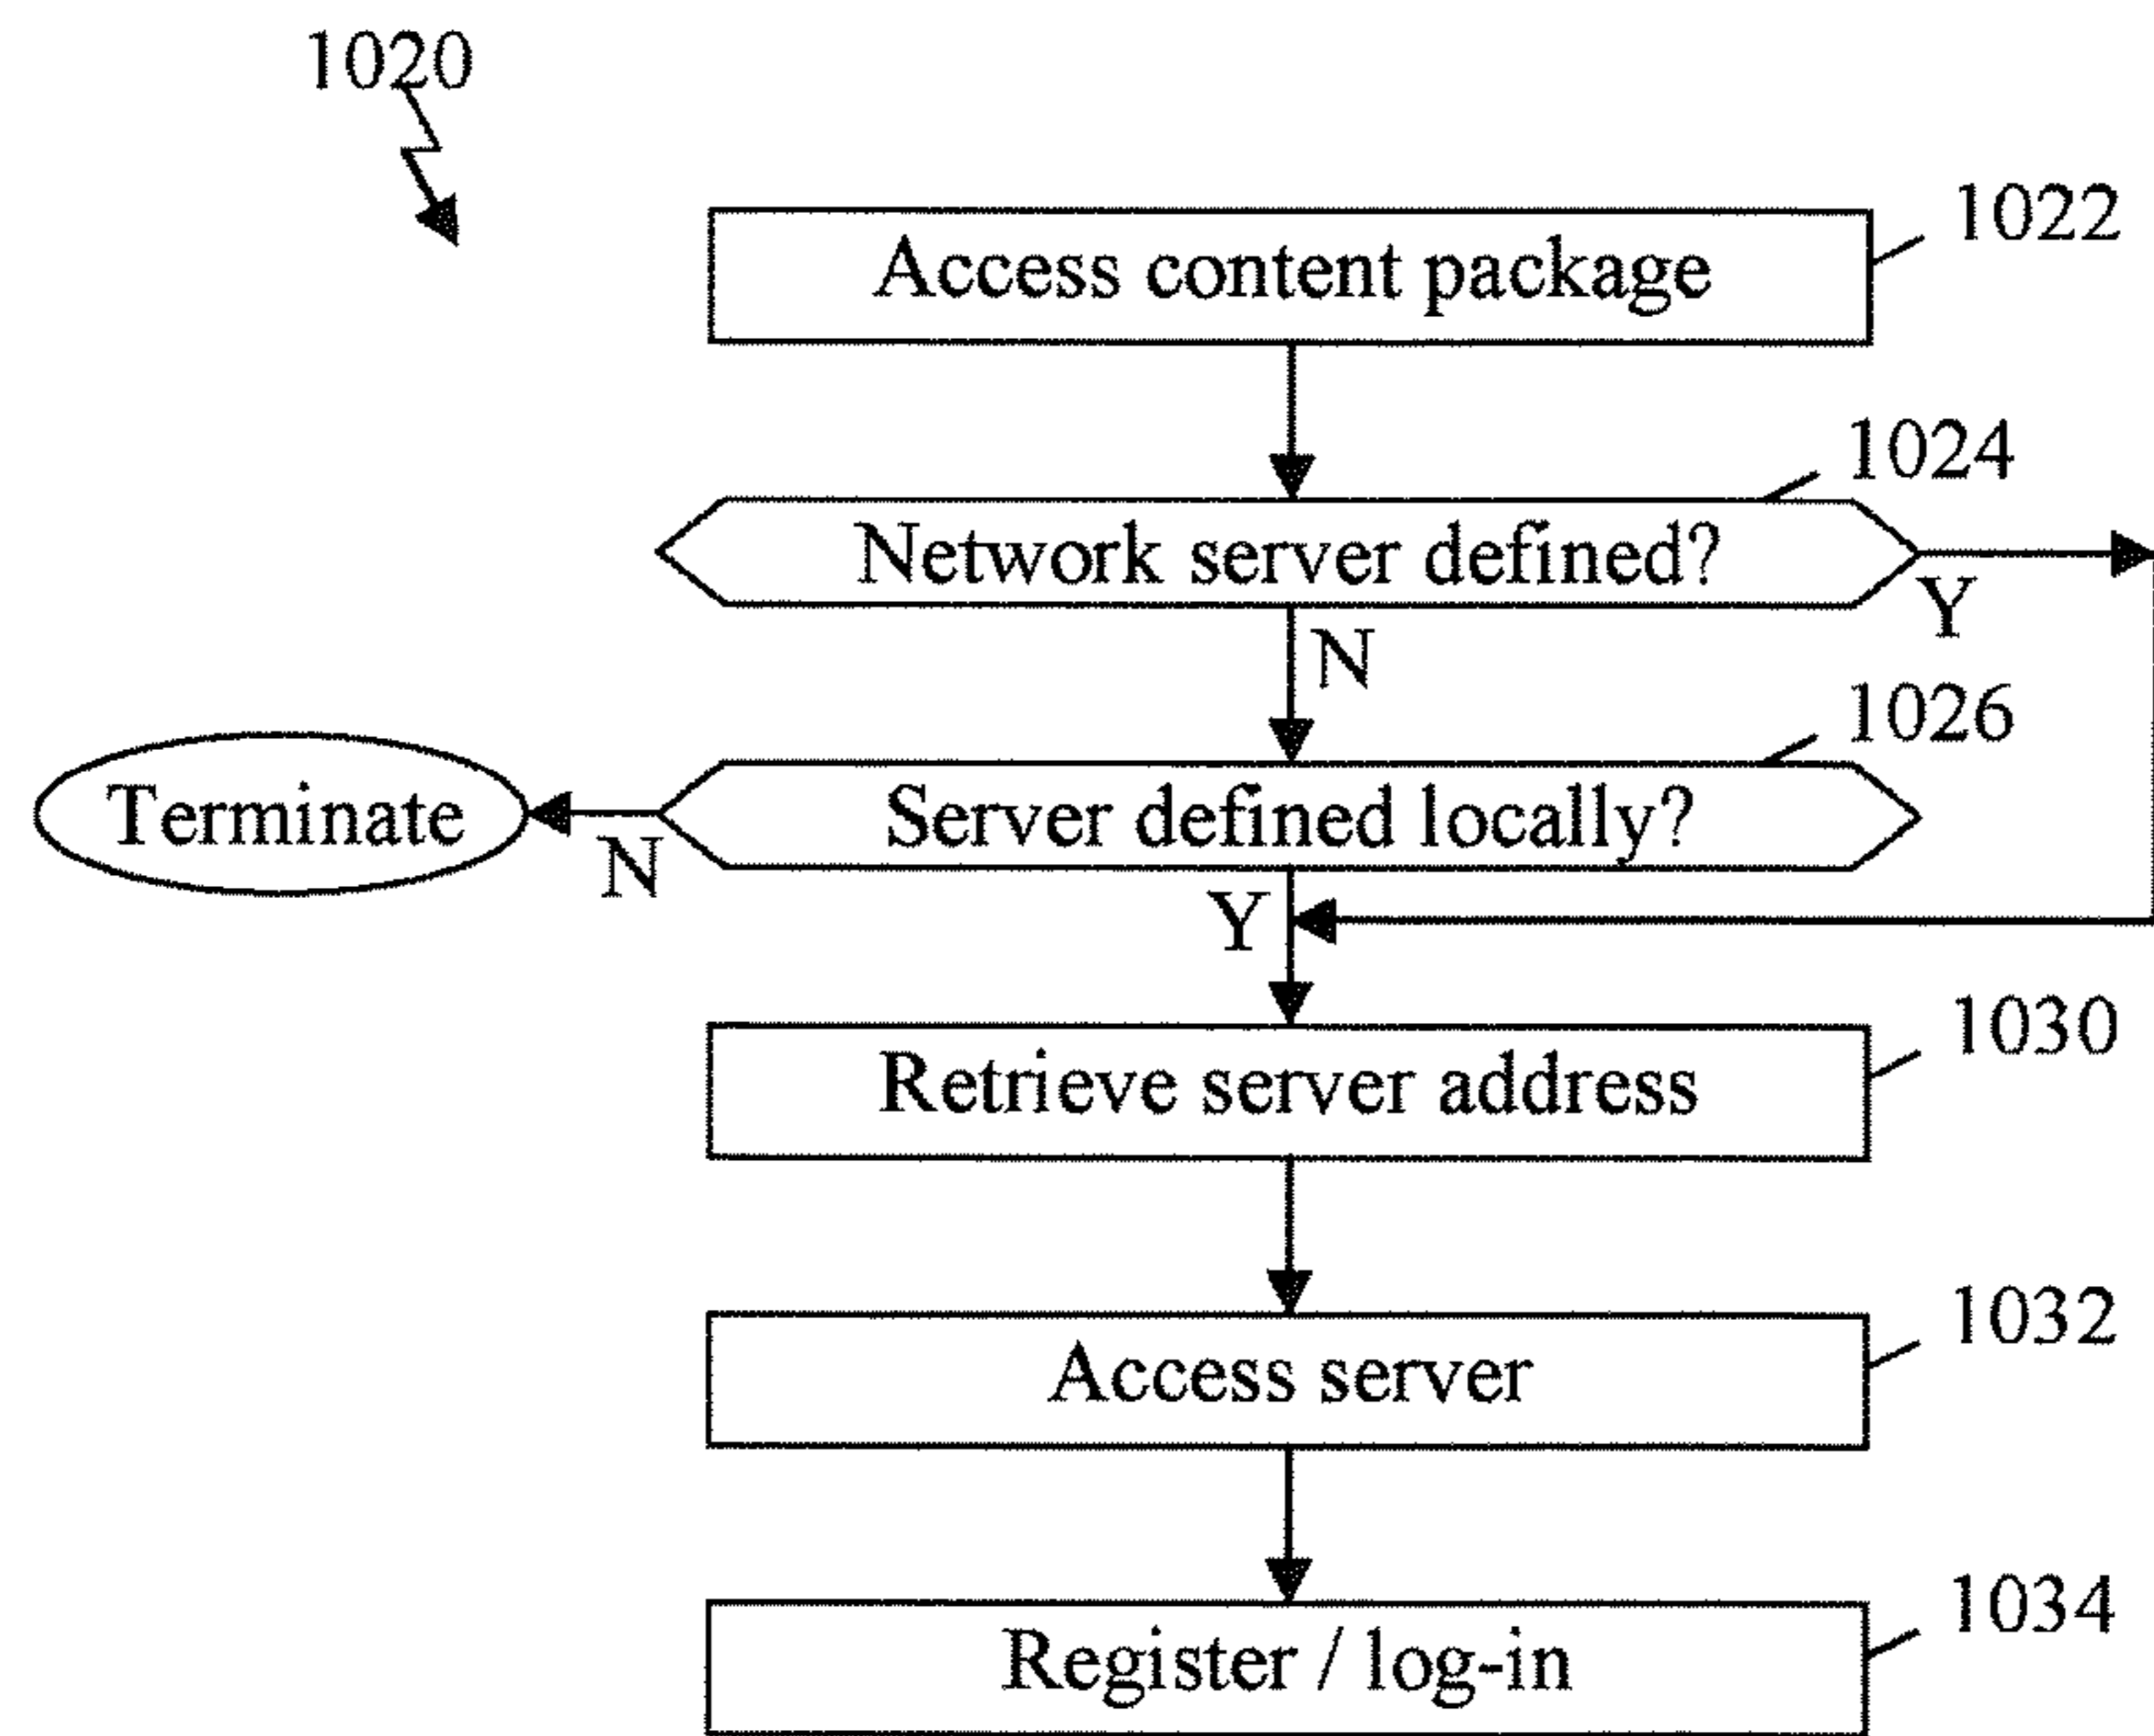 1020
1022
Access content package
1024
Network server defined?
Y
N
1026
Server defined locally?
Terminate
N
Y
1030
Retrieve server address
1032
Access server
1034
Register / log-in